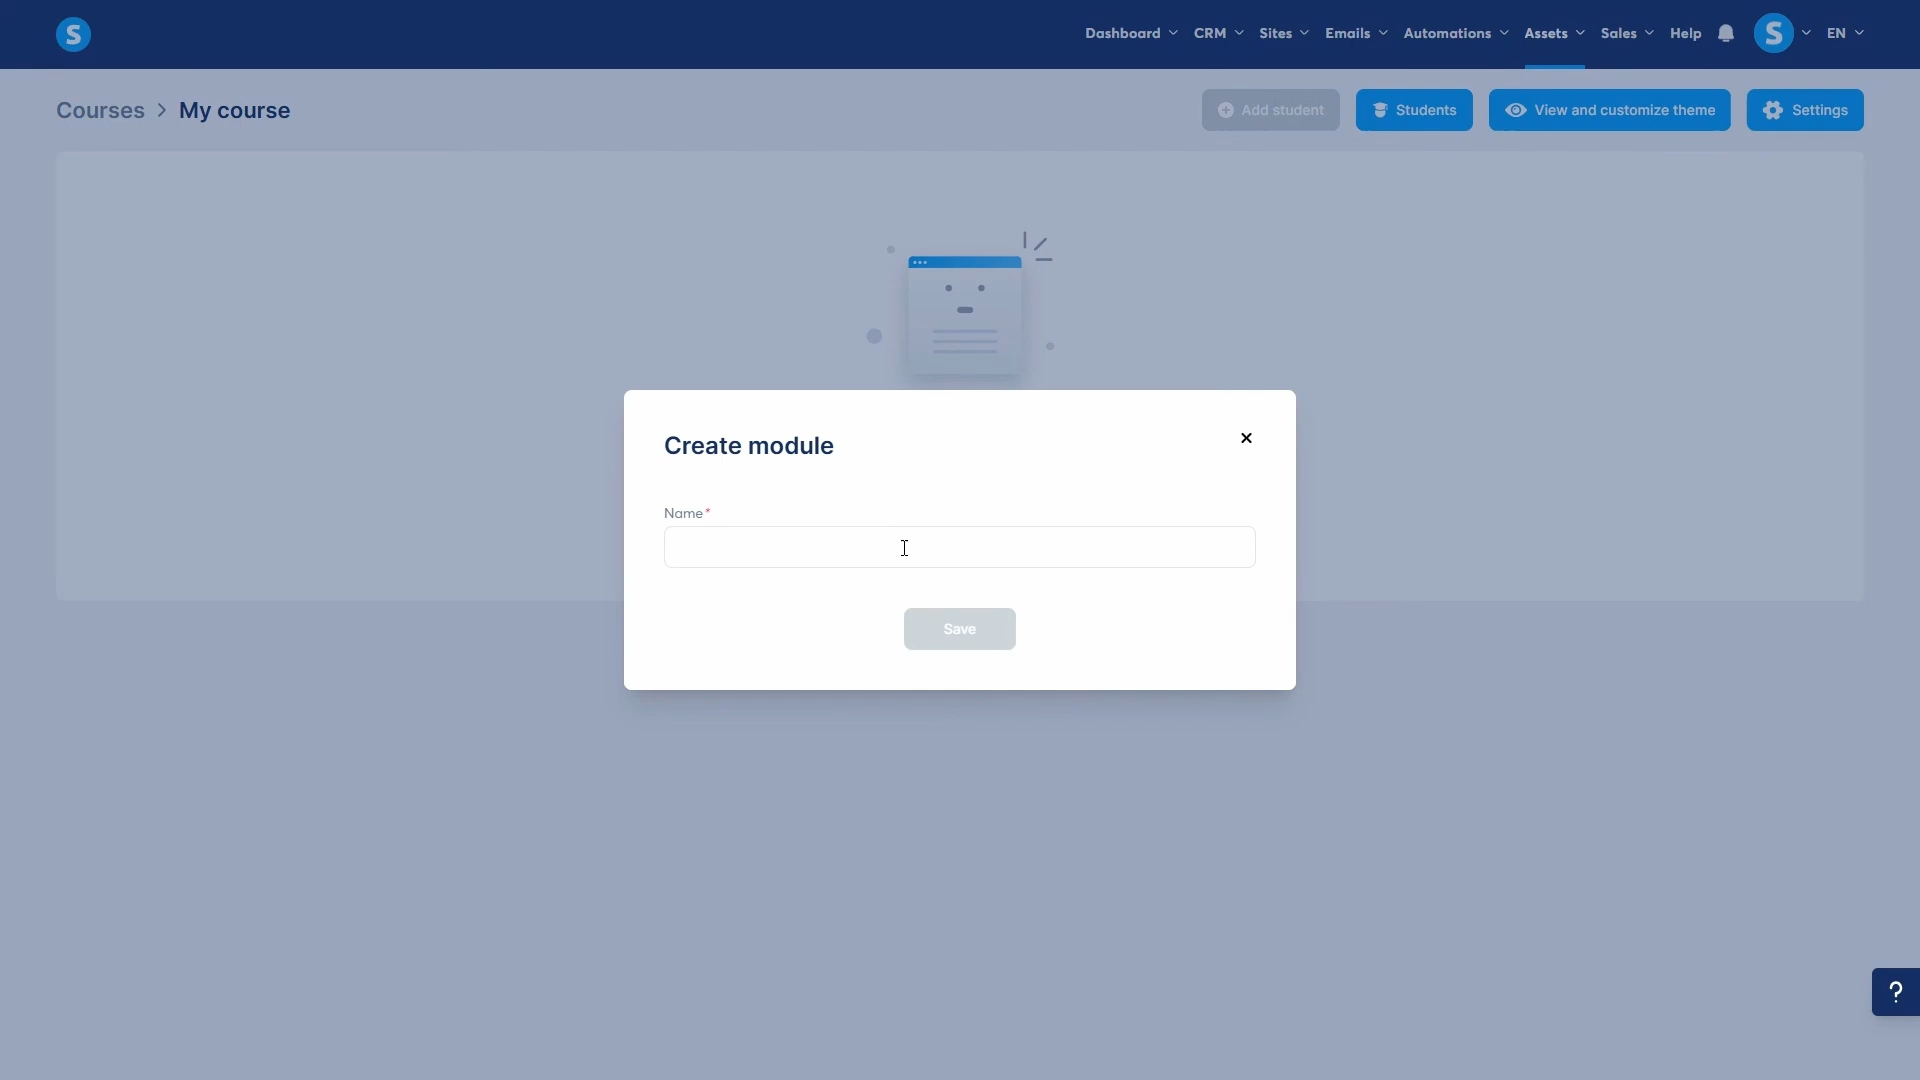 S
Dashboard
CRM
Sites
Emails
Automations
Assets
Sales
Help
S
EN
Courses > My course
Add student
Students
View and customize theme
Settings
Create module
Name*
Save
?